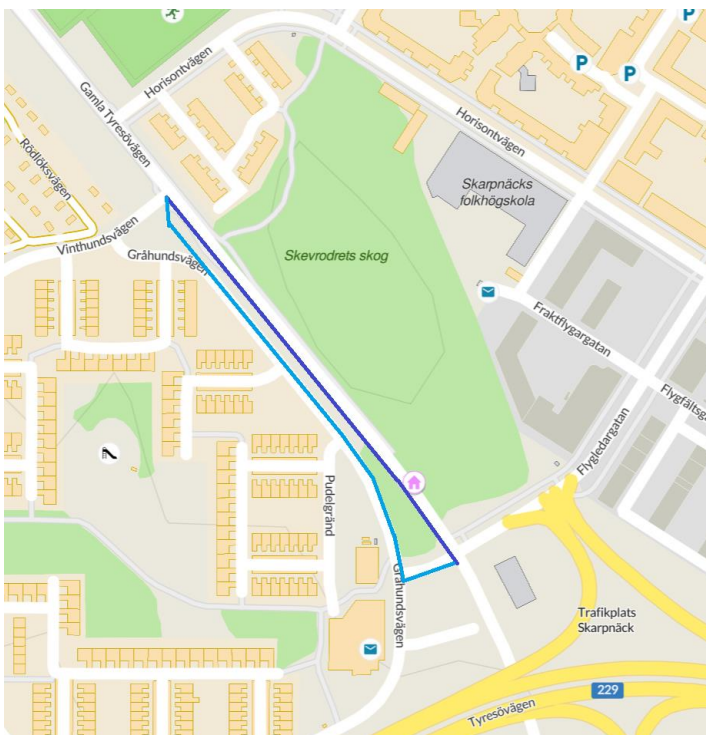 P
P
P
Horisontvägen
Gamla Tyresövägen
Rödlöksvägen
Horisontvägen
Skarpnäcks
folkhögskola
Vinthundsvägen
Gråhundsvägen
Skevrodrets skog
Fraktflygargatan
Flygfältsga
Flygledargatan
Pudelgränd
Gråhundsvägen
Trafikplats
Skarpnäck
229
Tyresövägen